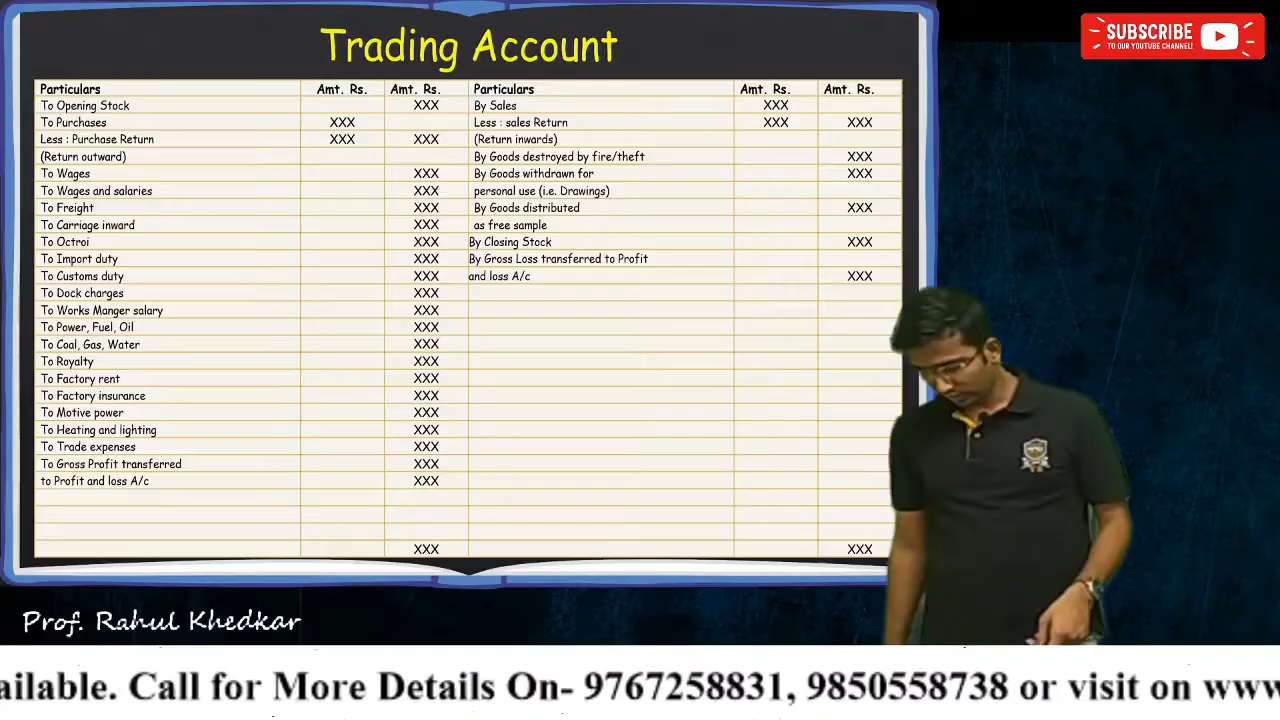 SUBSCRIBE
TO OUR YOUTUBE CHANNEL!
Trading Account
Particulars Amt. Rs. Amt. Rs. Particulars Amt. Rs. Amt. Rs.
To Opening Stock XXX By Sales XXX
To Purchases XXX Less : sales Return XXX XXX
Less : Purchase Return XXX XXX (Return inwards)
(Return outward) By Goods destroyed by fire/theft XXX
To Wages XXX By Goods withdrawn for XXX
To Wages and salaries XXX personal use (i.e. Drawings)
To Freight XXX By Goods distributed XXX
To Carriage inward XXX as free sample
To Octroi XXX By Closing Stock XXX
To Import duty XXX By Gross Loss transferred to Profit
To Customs duty XXX and loss A/c XXX
To Dock charges XXX
To Works Manger salary XXX
To Power, Fuel, Oil XXX
To Coal, Gas, Water XXX
To Royalty XXX
To Factory rent XXX
To Factory insurance XXX
To Motive power XXX
To Heating and lighting XXX
To Trade expenses XXX
To Gross Profit transferred XXX
to Profit and loss A/c XXX
XXX XXX
Prof. Rahul Khedkar
ailable. Call for More Details On- 9767258831, 9850558738 or visit on www